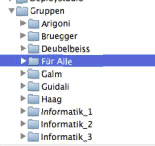 Gruppen
Arigoni
Bruegger
Deubelbeiss
Für Alle
Galm
Guidali
Haag
Informatik_1
Informatik_2
Informatik_3